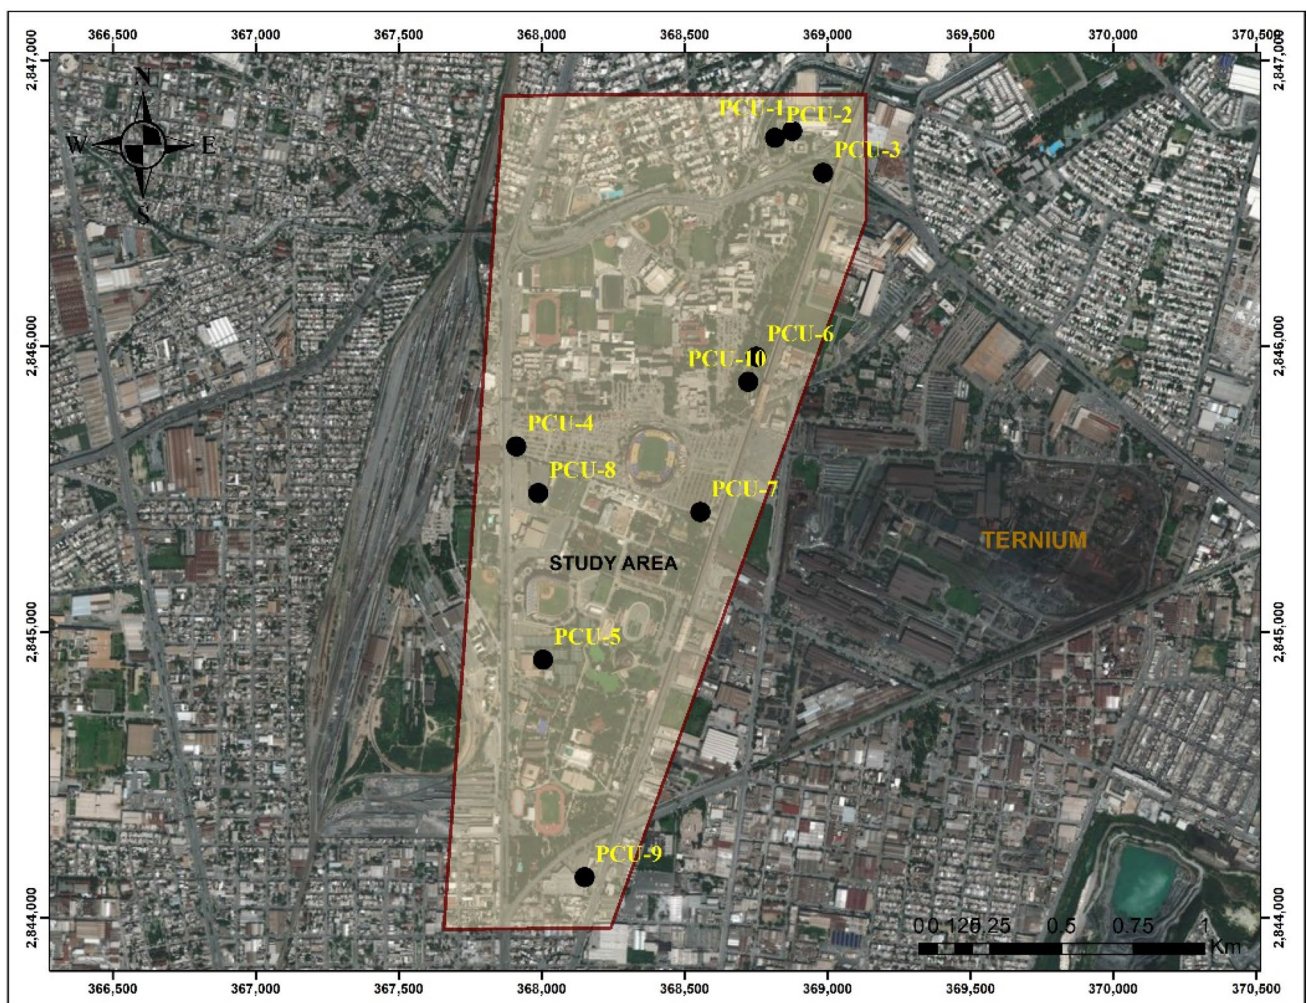 366,500 367,000 367,500 368,000 368,500 369,000 369,500 370,000 370,500
2,847,000 2,847,000
N
W E
S
PCU-1 PCU-2
PCU-3
2,846,000 2,846,000
PCU-6
PCU-10
PCU-4
PCU-8
PCU-7
TERNIUM
STUDY AREA
2,845,000 2,845,000
PCU-5
PCU-9
2,844,000 2,844,000
0 0.125 0.25 0.5 0.75 1
Km
366,500 367,000 367,500 368,000 368,500 369,000 369,500 370,000 370,500